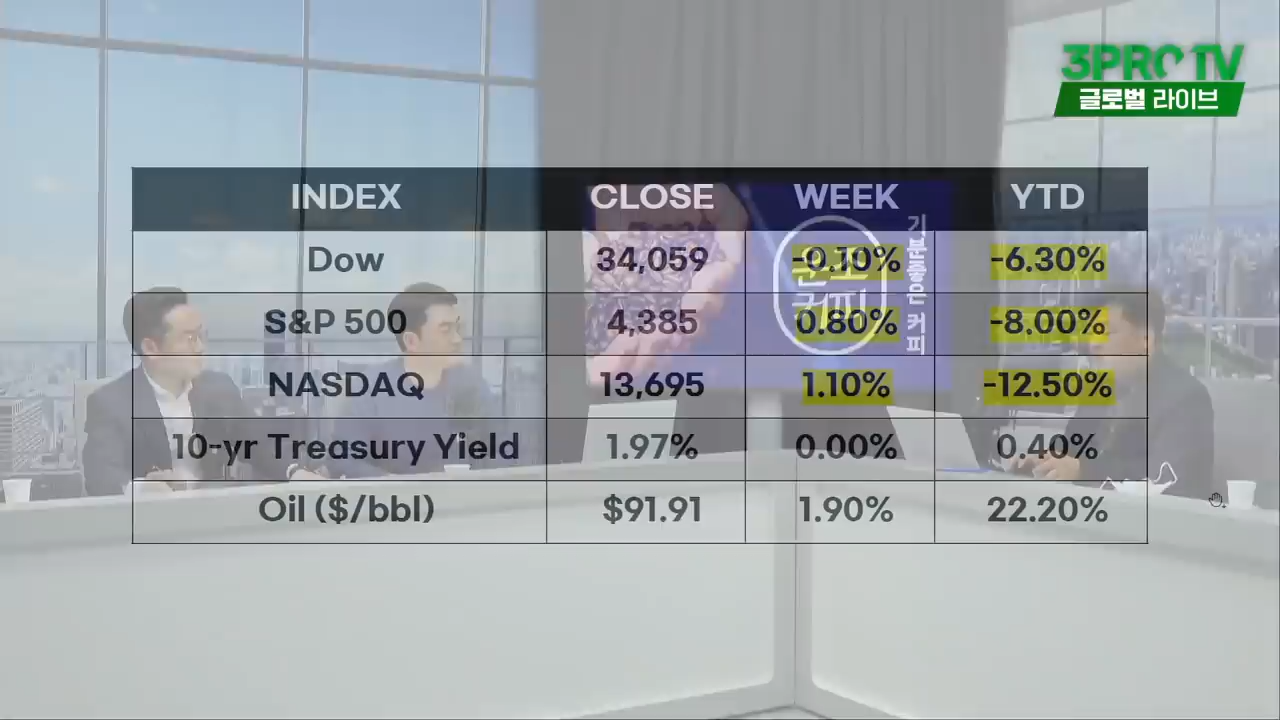 3PRO TV
글로벌 라이브
INDEX CLOSE WEEK YTD
Dow 34,059 -0.10% -6.30%
S&P 500 4,385 0.80% -8.00%
NASDAQ 13,695 1.10% -12.50%
10-yr Treasury Yield 1.97% 0.00% 0.40%
Oil ($/bbl) $91.91 1.90% 22.20%
커피